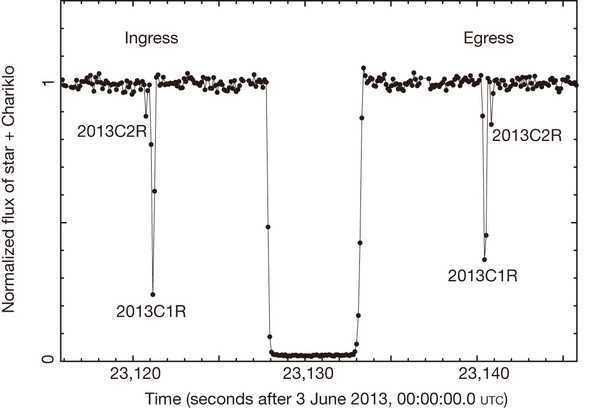 Ingress
Egress
1
2013C2R
2013C2R
Normalized flux of star + Chariklo
2013C1R
2013C1R
0
23,120
23,130
23,140
Time (seconds after 3 June 2013, 00:00:00.0 UTC)